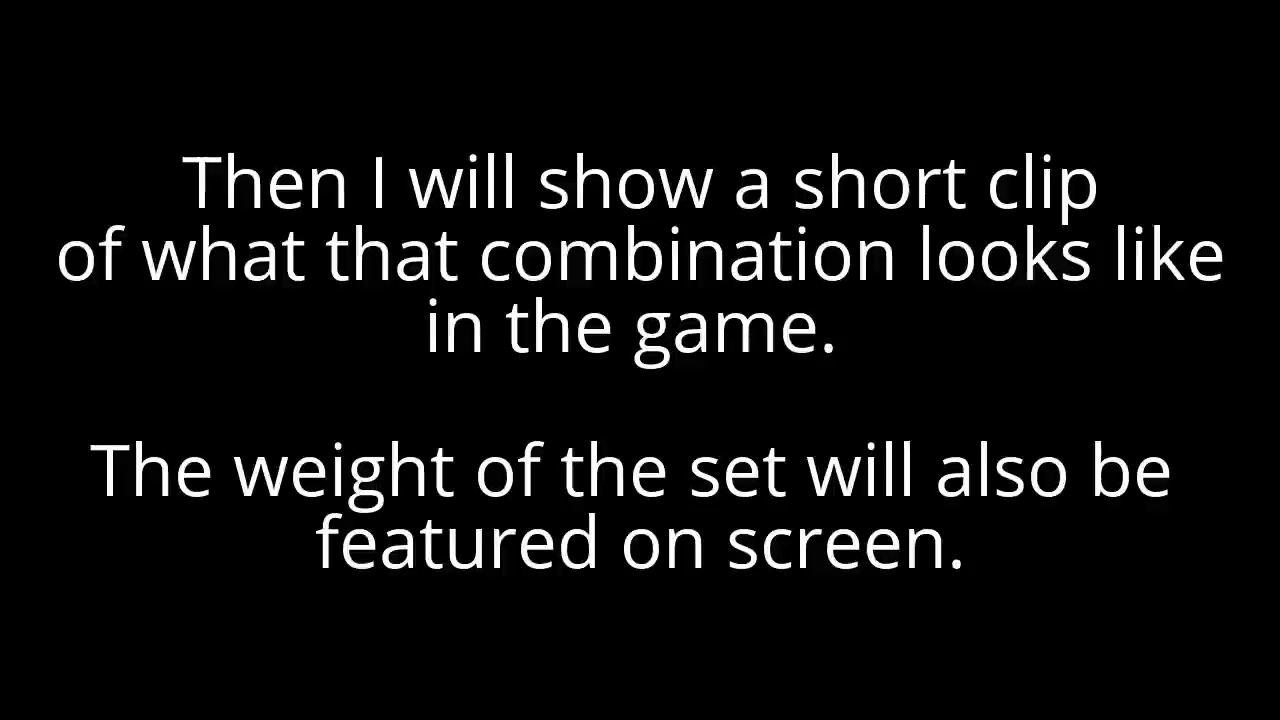 Then I will show a short clip
of what that combination looks like
in the game.
The weight of the set will also be
featured on screen.